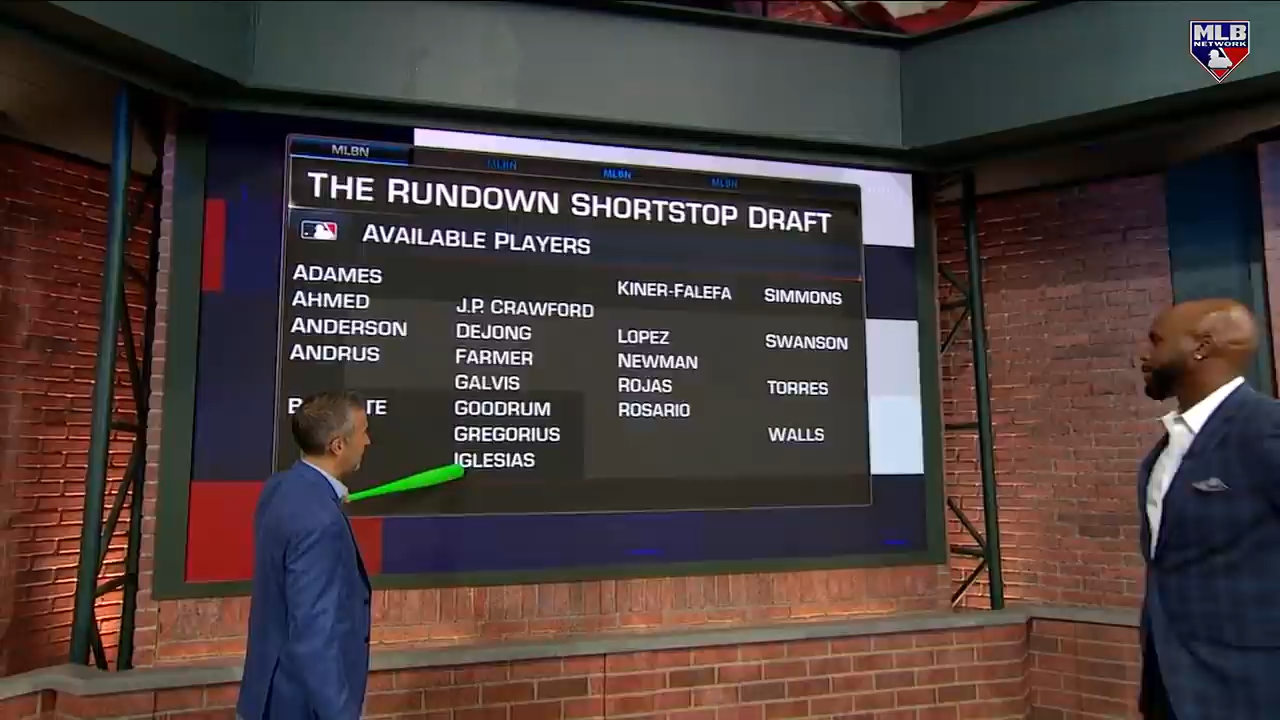 MLB
NETWORK
MLBN
MLBN
MLBN
MLBN
THE RUNDOWN SHORTSTOP DRAFT
AVAILABLE PLAYERS
ADAMES
AHMED
ANDERSON
ANDRUS
J.P. CRAWFORD
DEJONG
FARMER
GALVIS
GOODRUM
GREGORIUS
IGLESIAS
KINER-FALEFA
LOPEZ
NEWMAN
ROJAS
ROSARIO
SIMMONS
SWANSON
TORRES
WALLS